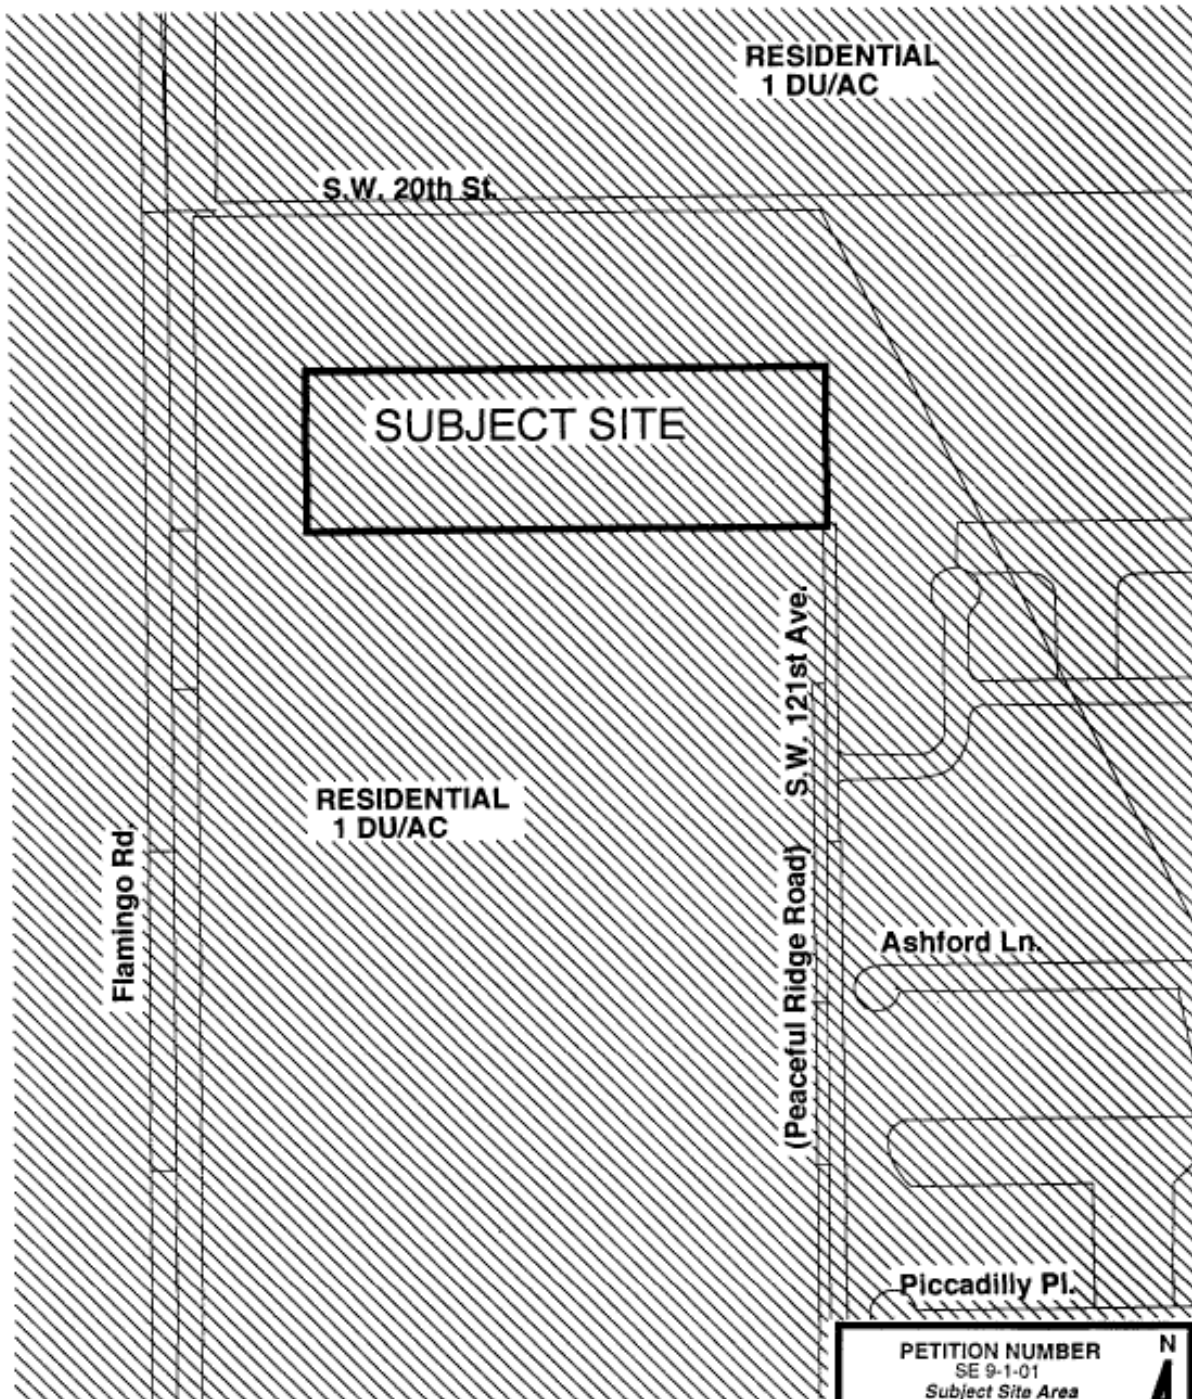 RESIDENTIAL
1 DU/AC
S.W. 20th St.
SUBJECT SITE
S.W. 121st Ave.
(Peaceful Ridge Road)
RESIDENTIAL
1 DU/AC
Flamingo Rd.
Ashford Ln.
Piccadilly Pl.
PETITION NUMBER
N
SE 9-1-01
Subject Site Area